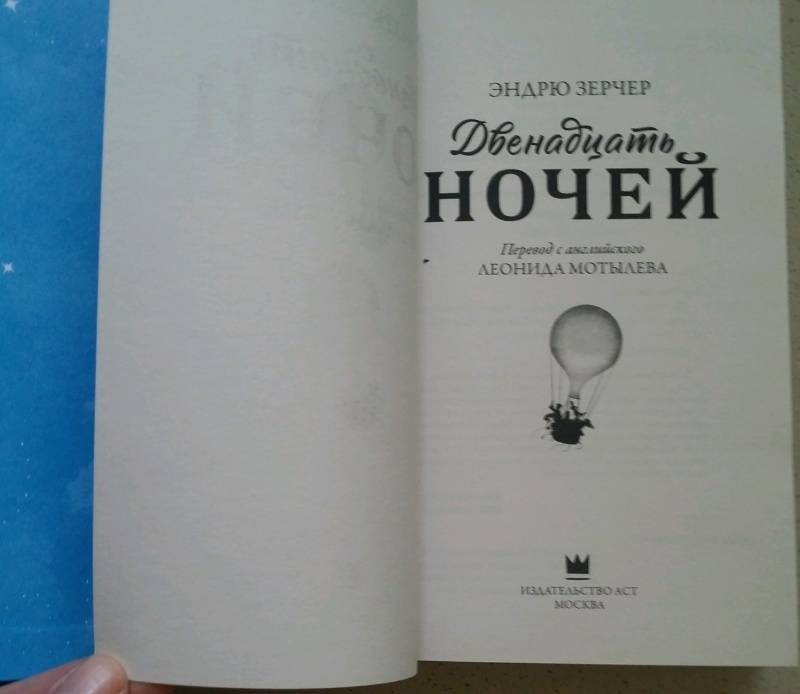 ЭНДРЮ ЗЕРЧЕР
Двенадцать
НОЧЕЙ
Перевод с английского
ЛЕОНИДА МОТЫЛЕВА
ИЗДАТЕЛЬСТВО АСТ
МОСКВА